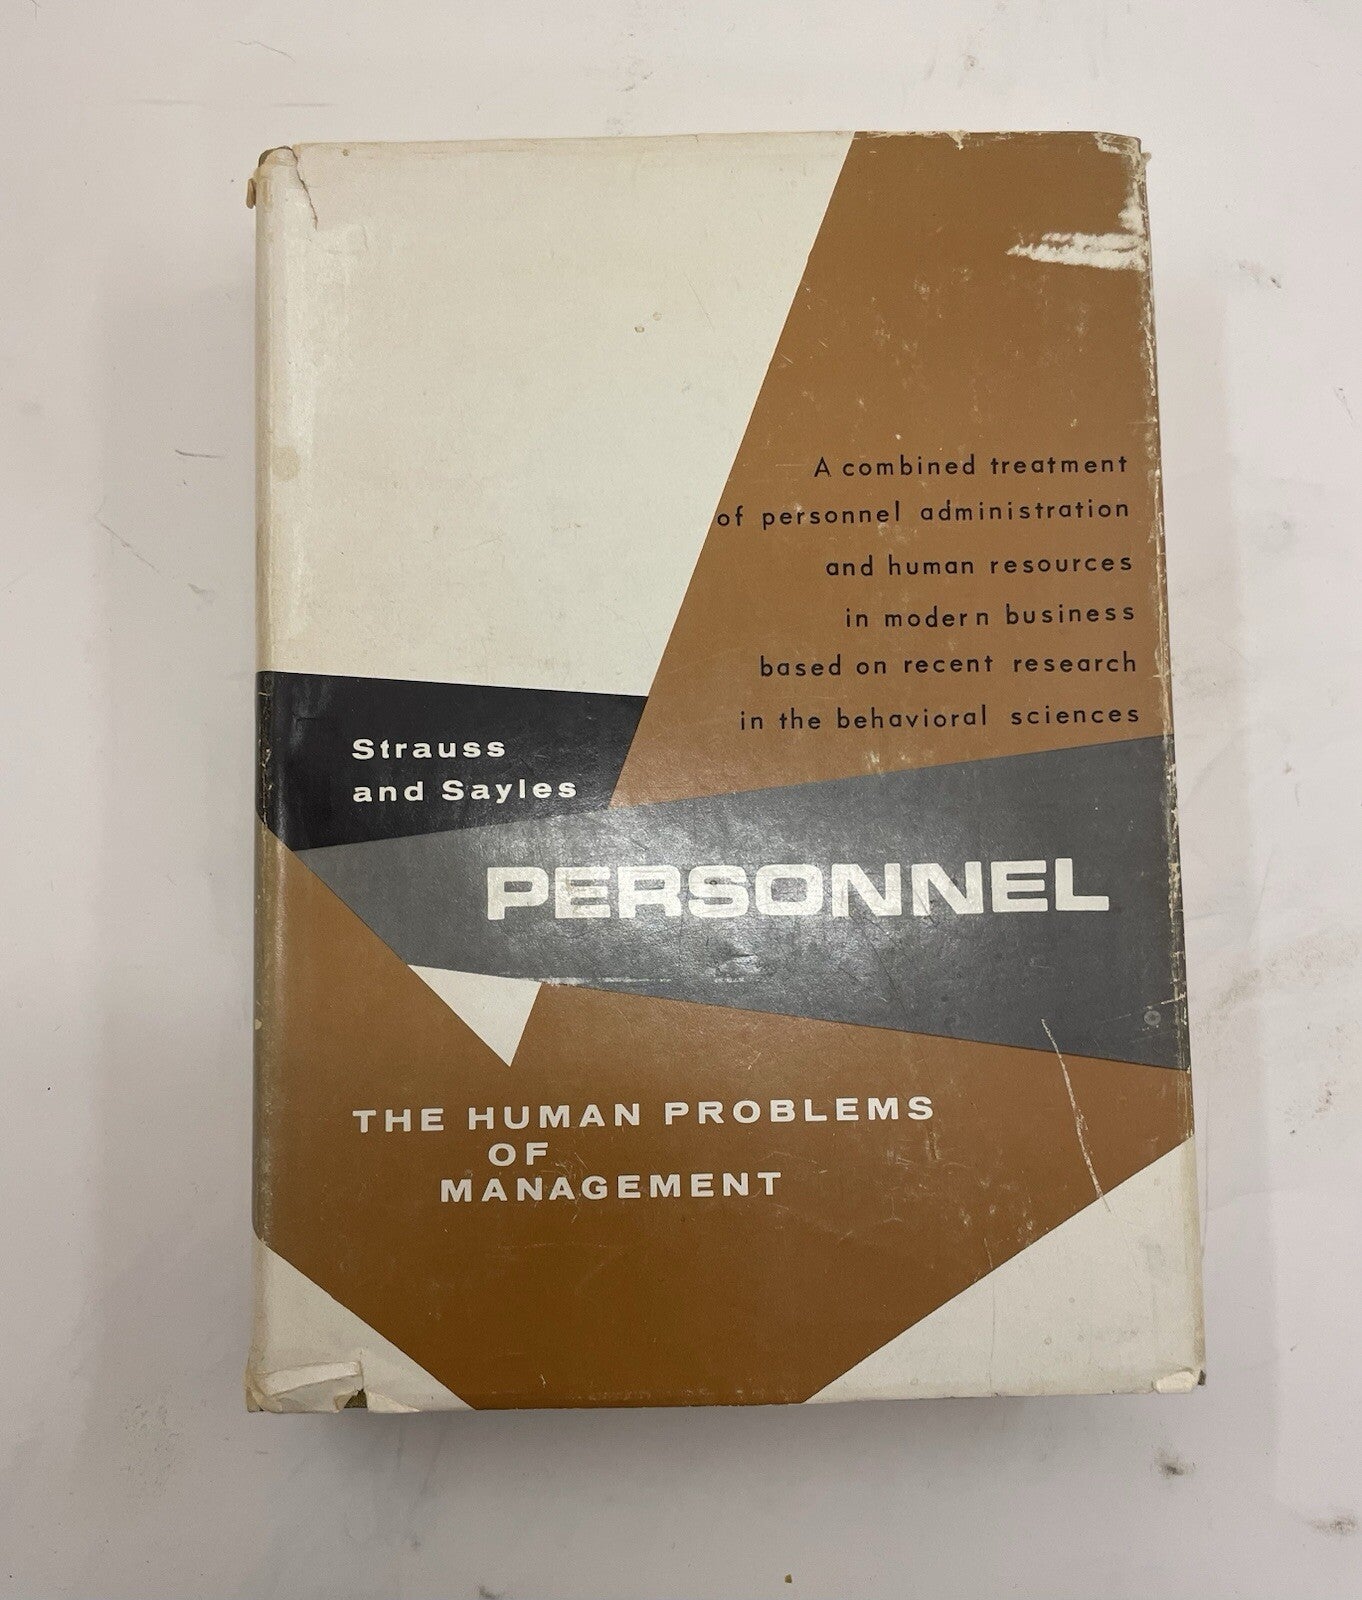 A combined treatment
of personnel administration
and human resources
in modern business
based on recent research
in the behavioral sciences
Strauss
and Sayles
PERSONNEL
THE HUMAN PROBLEMS
OF
MANAGEMENT